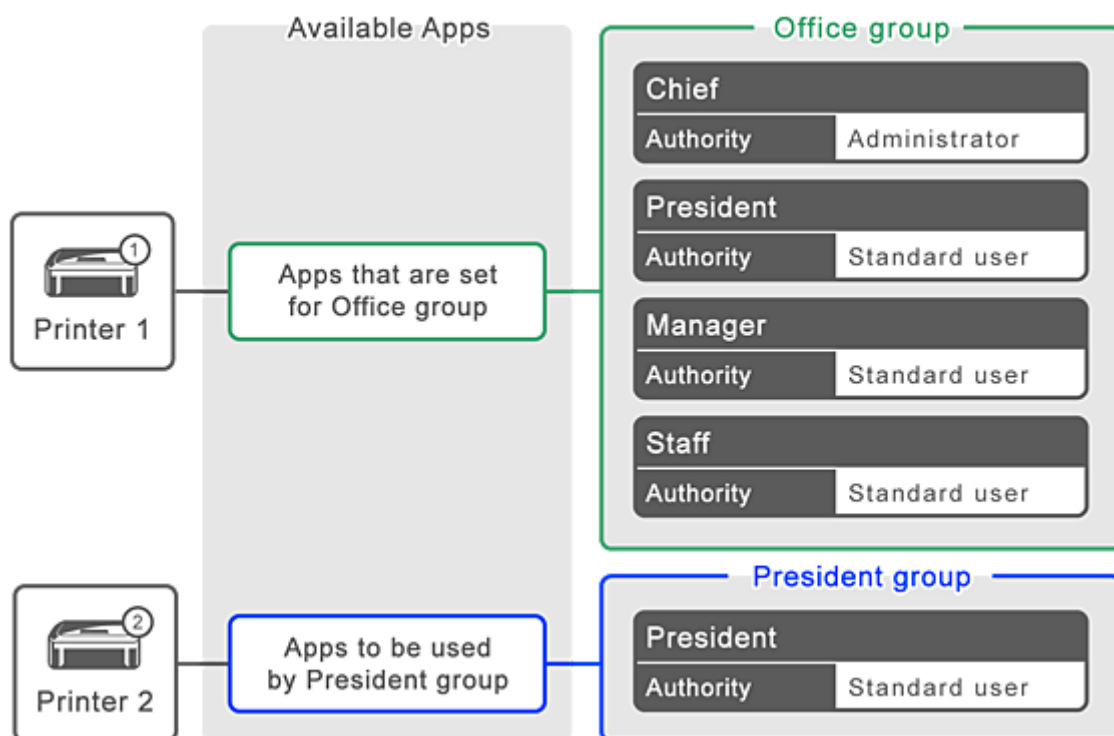 Available Apps
Office group
Chief
Authority Administrator
President
Authority Standard user
1
Printer 1
Apps that are set
for Office group
Manager
Authority Standard user
Staff
Authority Standard user
President group
2
Printer 2
Apps to be used
by President group
President
Authority Standard user